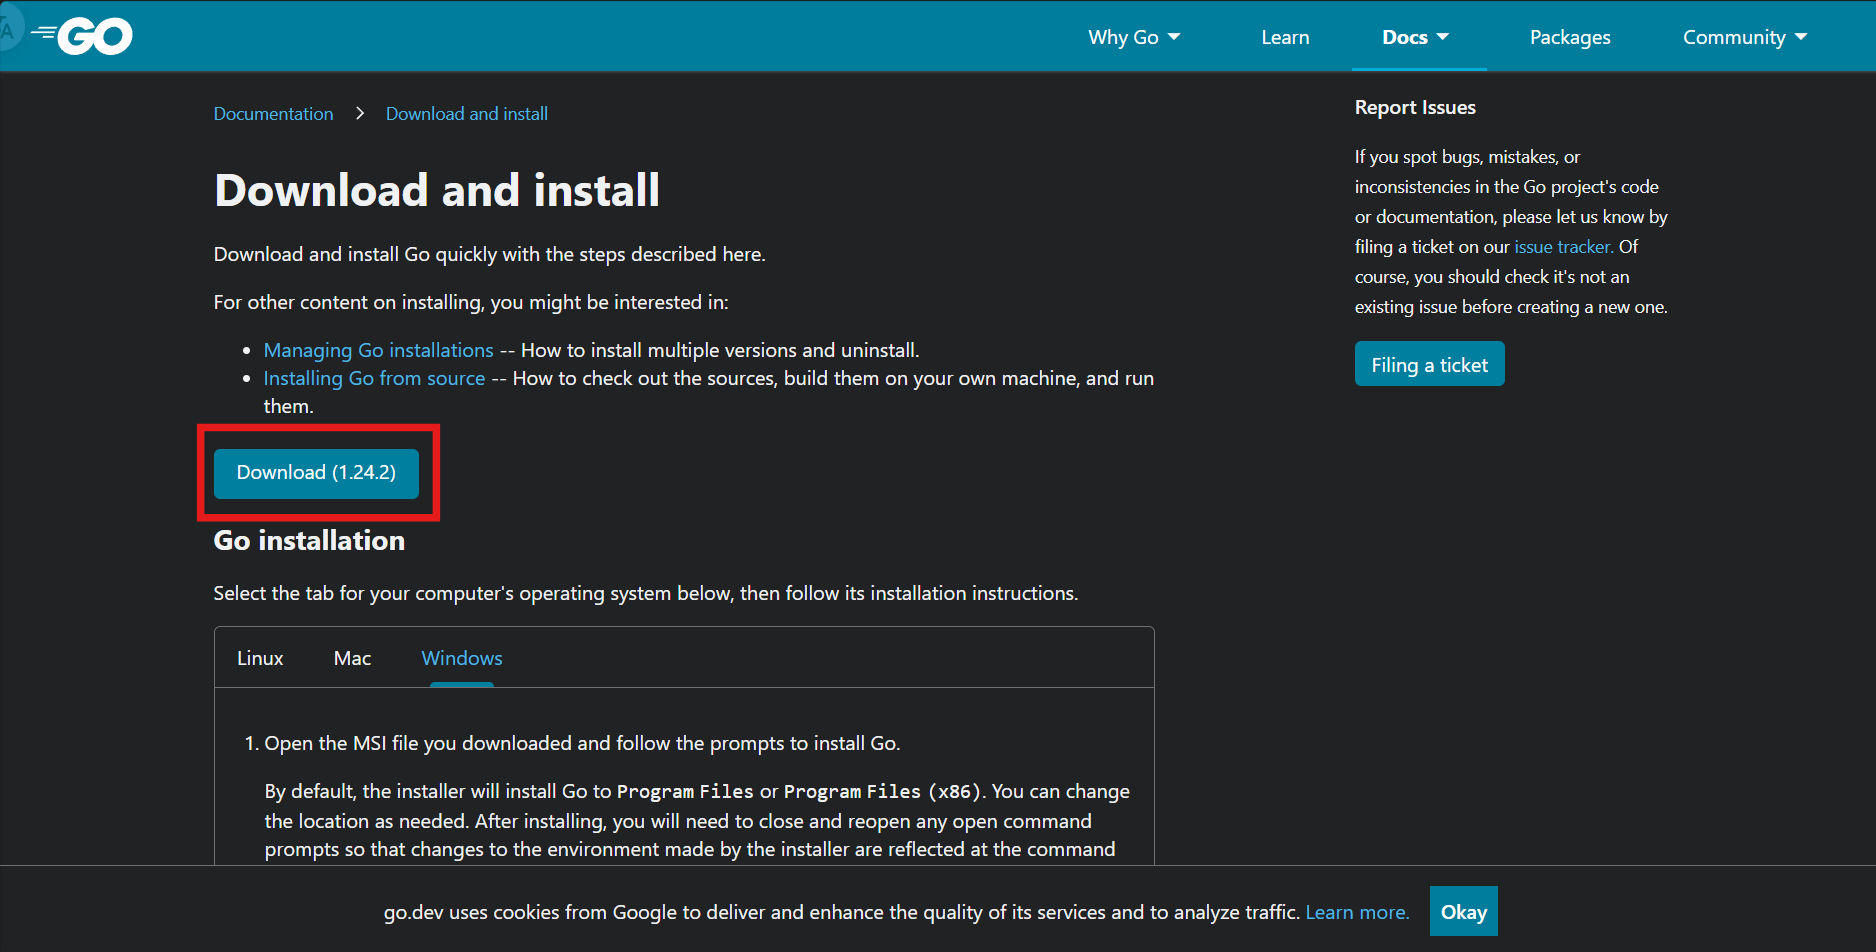 GO
Why Go
Learn
Docs
Packages
Community
Documentation > Download and install
Download and install
Download and install Go quickly with the steps described here.
For other content on installing, you might be interested in:
• Managing Go installations -- How to install multiple versions and uninstall.
• Installing Go from source -- How to check out the sources, build them on your own machine, and run
them.
Download (1.24.2)
Go installation
Select the tab for your computer's operating system below, then follow its installation instructions.
Linux
Mac
Windows
1. Open the MSI file you downloaded and follow the prompts to install Go.
By default, the installer will install Go to Program Files or Program Files (x86). You can change
the location as needed. After installing, you will need to close and reopen any open command
prompts so that changes to the environment made by the installer are reflected at the command
Report Issues
If you spot bugs, mistakes, or
inconsistencies in the Go project's code
or documentation, please let us know by
filing a ticket on our issue tracker. Of
course, you should check it's not an
existing issue before creating a new one.
Filing a ticket
go.dev uses cookies from Google to deliver and enhance the quality of its services and to analyze traffic. Learn more.
Okay